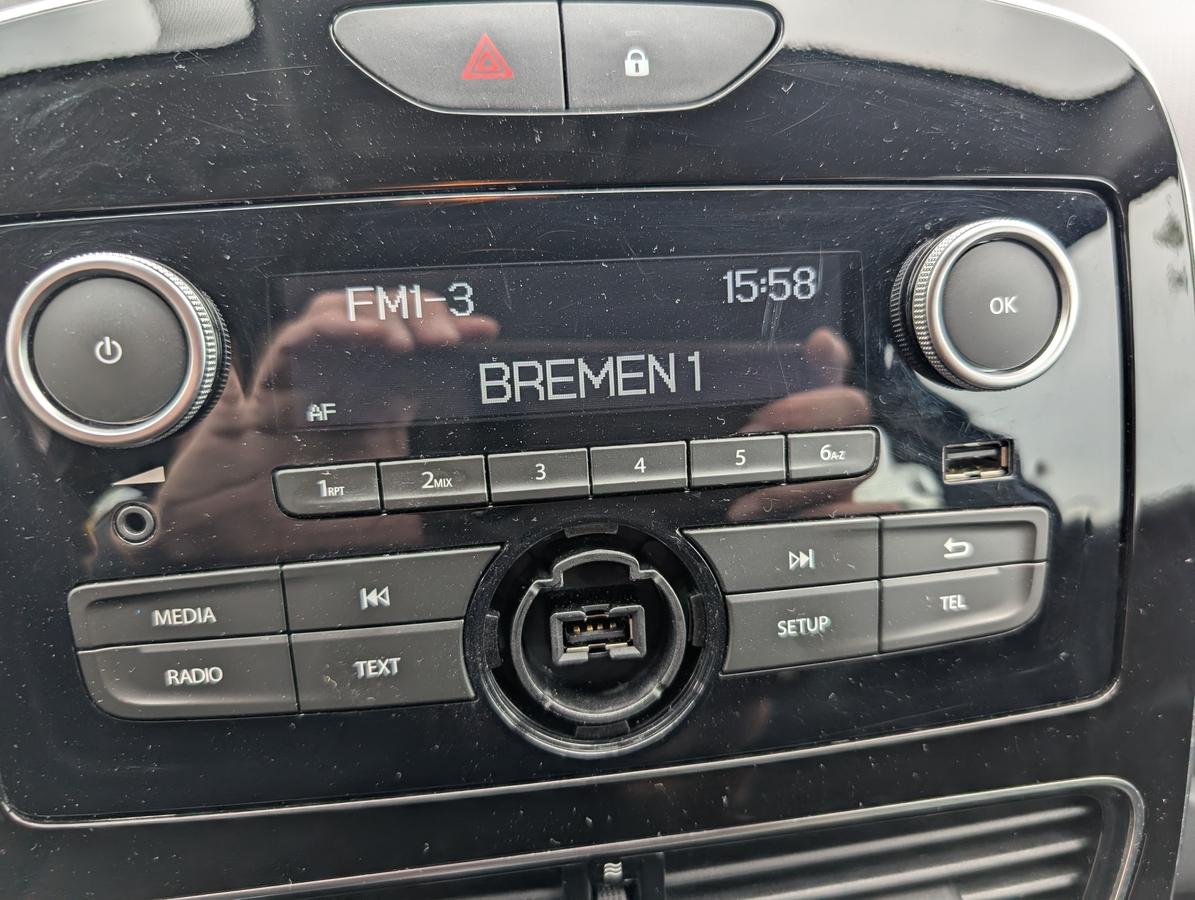 FM1-3 15:58
BREMEN 1
AF
OK
1RPT 2MIX 3 4 5 6A-Z
MEDIA
RADIO TEXT
SETUP TEL